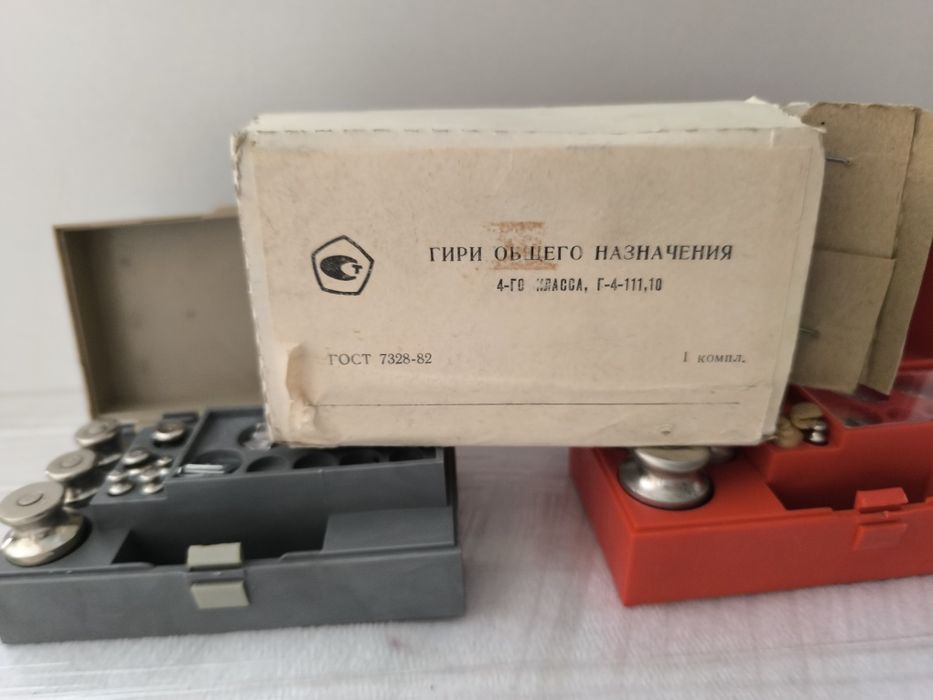 ГИРИ ОБЩЕГО НАЗНАЧЕНИЯ
4-ГО КЛАССА, Г-4-111,10
ГОСТ 7328-82
1 компл.